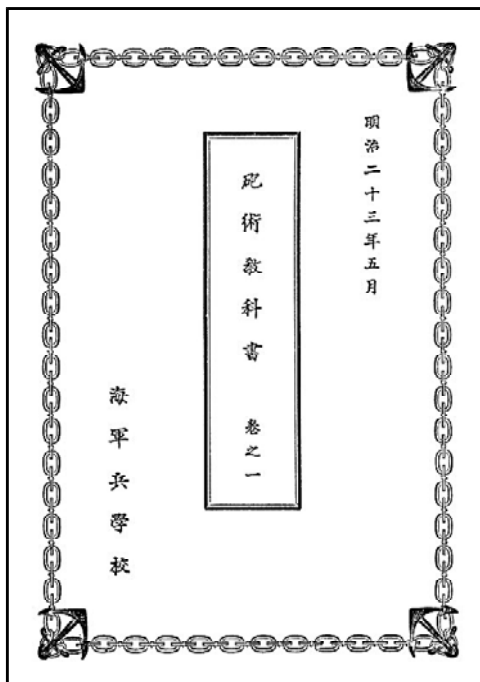 明治二十三年五月
砲術教科書 卷之一
海軍兵學校